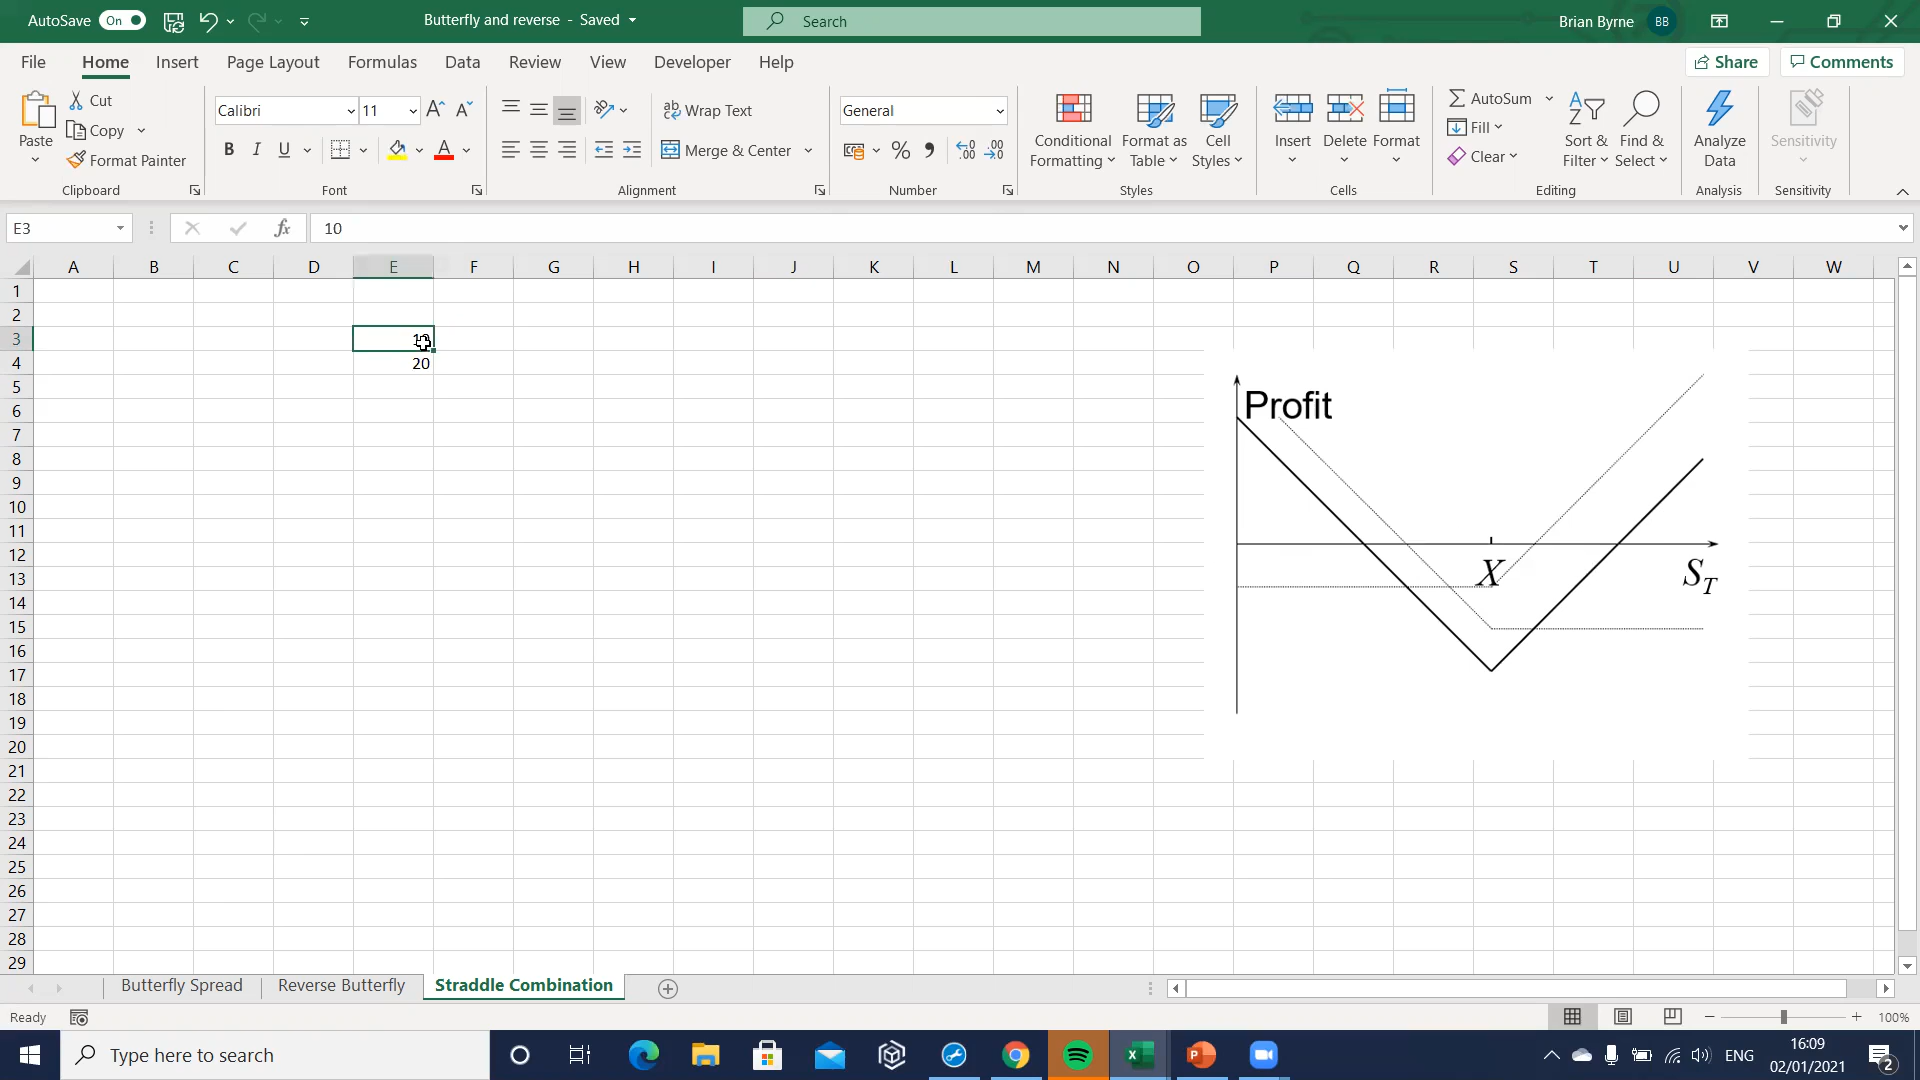 AutoSave On Butterfly and reverse - Saved Search Brian Byrne BB
File Home Insert Page Layout Formulas Data Review View Developer Help Share Comments
Paste Cut Copy Format Painter Clipboard
Calibri 11 B I U A Font
Wrap Text Merge & Center Alignment
General % Number
Conditional Formatting Format as Table Cell Styles Styles
Insert Delete Format Cells
AutoSum Fill Clear Sort & Filter Find & Select Editing
Analyze Data Analysis
Sensitivity Sensitivity
E3 fx 10
A B C D E F G H I J K L M N O P Q R S T U V W
1
2
3
4 20
5
6
7
8
9
10
11
12
13
14
15
16
17
18
19
20
21
22
23
24
25
26
27
28
29
Profit
X
S_T
Butterfly Spread Reverse Butterfly Straddle Combination
Ready 100%
Type here to search ENG 16:09
02/01/2021 2